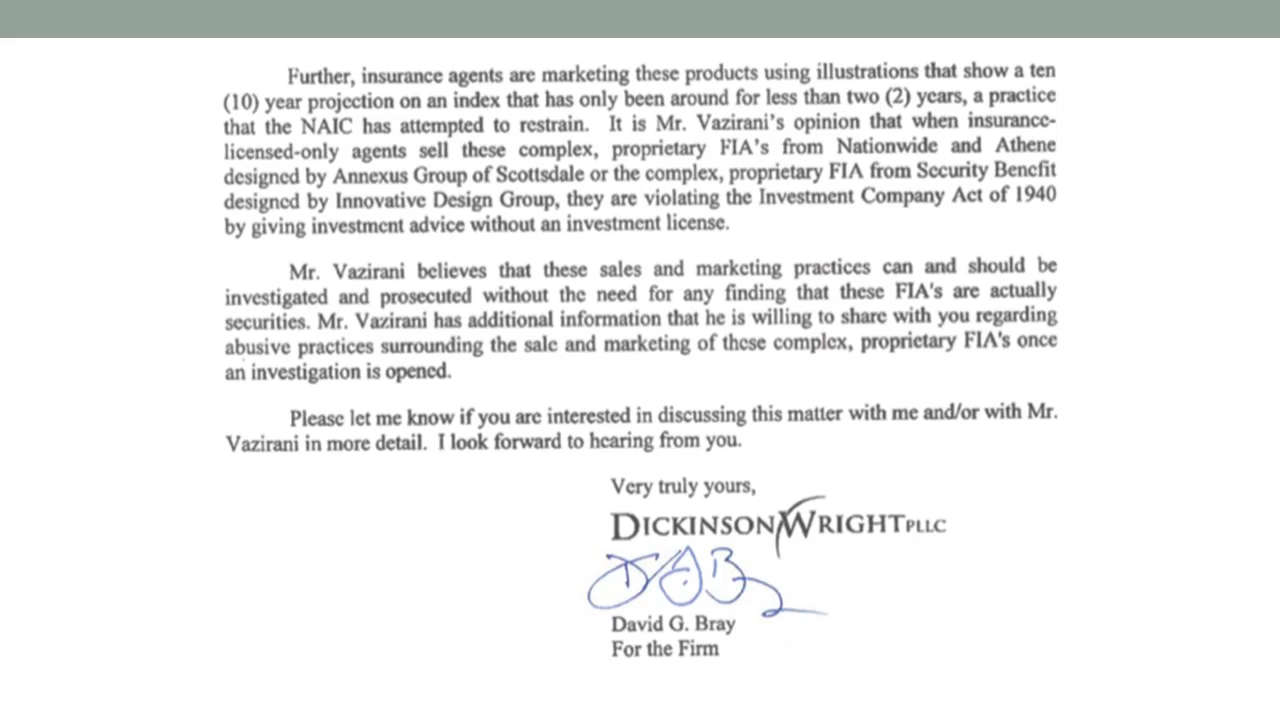 Further, insurance agents are marketing these products using illustrations that show a ten
(10) year projection on an index that has only been around for less than two (2) years, a practice
that the NAIC has attempted to restrain. It is Mr. Vazirani's opinion that when insurance-
licensed-only agents sell these complex, proprietary FIA's from Nationwide and Athene
designed by Annexus Group of Scottsdale or the complex, proprietary FIA from Security Benefit
designed by Innovative Design Group, they are violating the Investment Company Act of 1940
by giving investment advice without an investment license.
Mr. Vazirani believes that these sales and marketing practices can and should be
investigated and prosecuted without the need for any finding that these FIA's are actually
securities. Mr. Vazirani has additional information that he is willing to share with you regarding
abusive practices surrounding the sale and marketing of these complex, proprietary FIA's once
an investigation is opened.
Please let me know if you are interested in discussing this matter with me and/or with Mr.
Vazirani in more detail. I look forward to hearing from you.
Very truly yours,
DICKINSON WRIGHT PLLC
David G. Bray
For the Firm